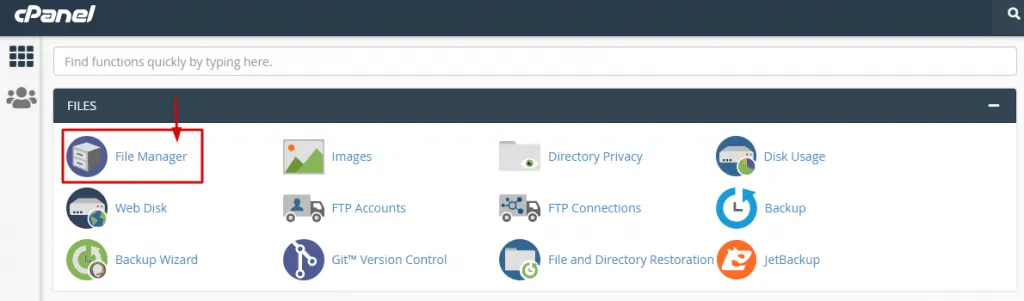 cPanel
Find functions quickly by typing here.
FILES
File Manager
Images
Directory Privacy
Disk Usage
Web Disk
FTP Accounts
FTP Connections
Backup
Backup Wizard
Git™ Version Control
File and Directory Restoration
JetBackup